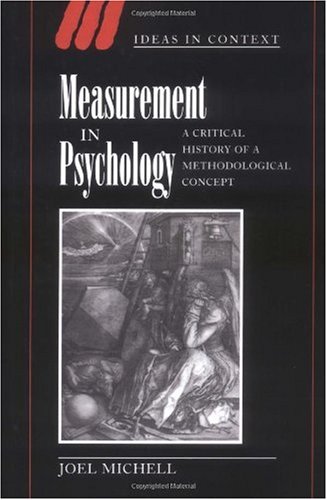 IDEAS IN CONTEXT
Measurement
IN
Psychology
A CRITICAL
HISTORY OF A
METHODOLOGICAL
CONCEPT
JOEL MICHELL